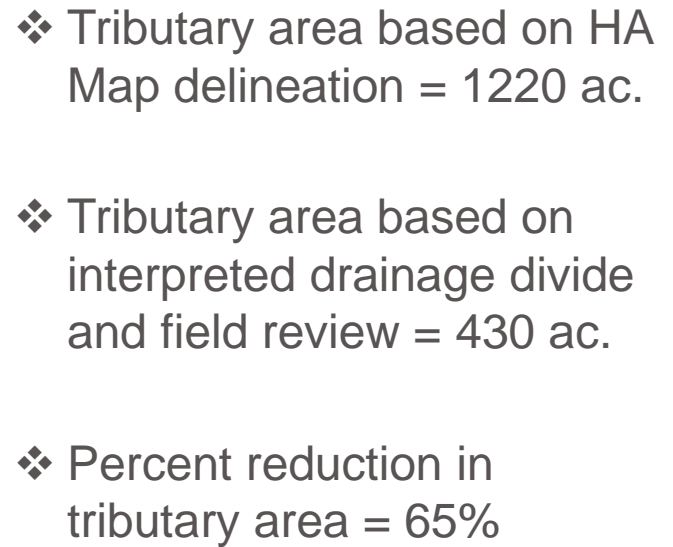 ❖ Tributary area based on HA
Map delineation = 1220 ac.
❖ Tributary area based on
interpreted drainage divide
and field review = 430 ac.
❖ Percent reduction in
tributary area = 65%